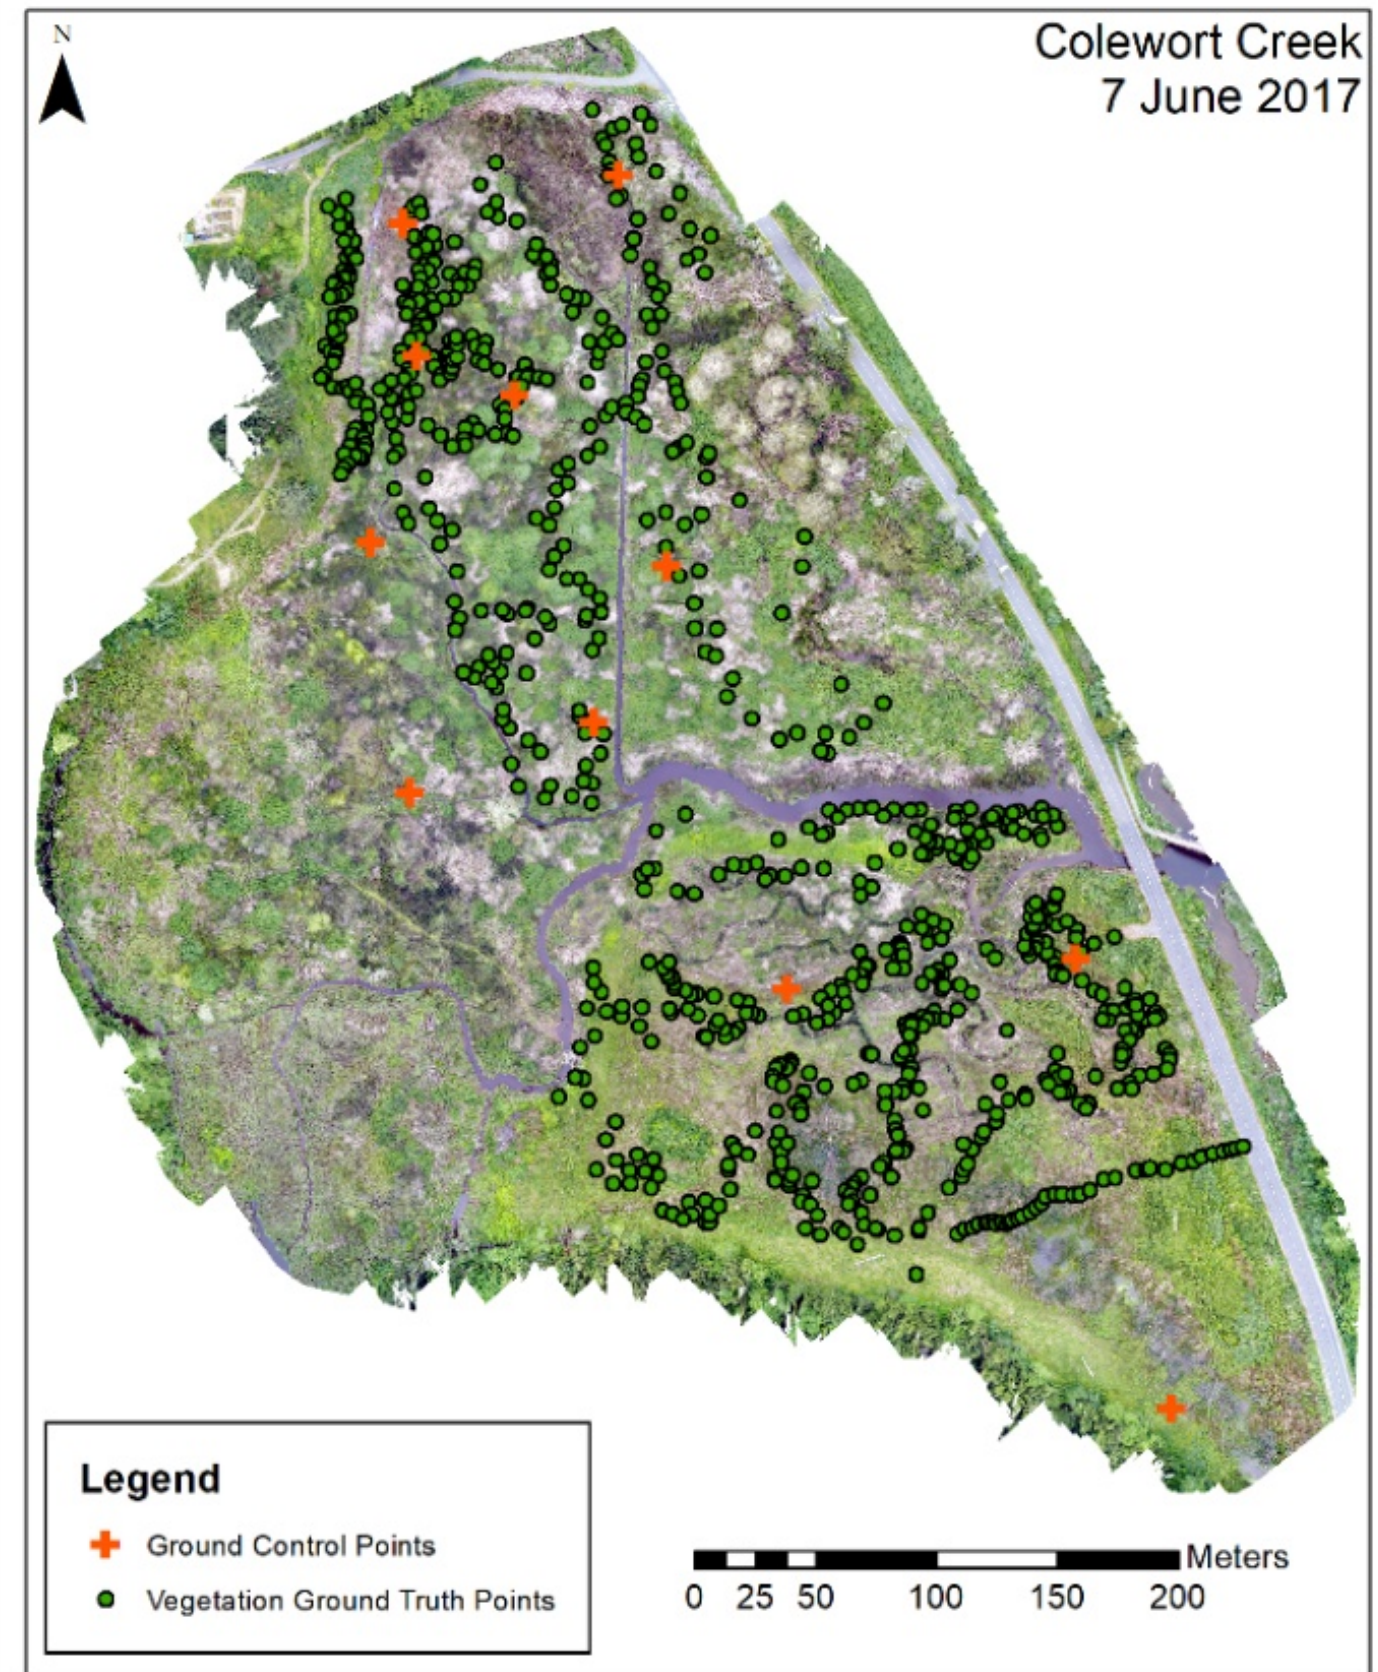 N
Colewort Creek
7 June 2017
Legend
Ground Control Points
Vegetation Ground Truth Points
Meters
0 25 50 100 150 200